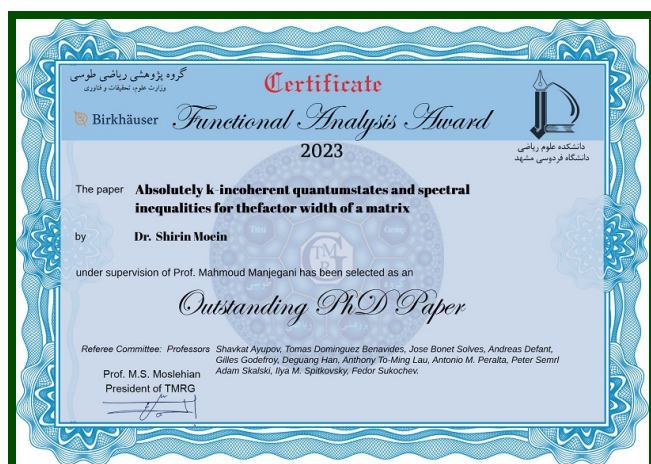 گروه پژوهشی ریاضی طوسی
وزارت علوم، تحقیقات و فناوری
Certificate
Birkhäuser
Functional Analysis Award
2023
دانشکده علوم ریاضی
دانشگاه فردوسی مشهد
The paper Absolutely k-incoherent quantumstates and spectral
inequalities for thefactor width of a matrix
by Dr. Shirin Moein
under supervision of Prof. Mahmoud Manjegani has been selected as an
Outstanding PhD Paper
Referee Committee: Professors Shavkat Ayupov, Tomas Dominguez Benavides, Jose Bonet Solves, Andreas Defant,
Gilles Godefroy, Deguang Han, Anthony To-Ming Lau, Antonio M. Peralta, Peter Semrl
Adam Skalski, Ilya M. Spitkovsky, Fedor Sukochev.
Prof. M.S. Moslehian
President of TMRG